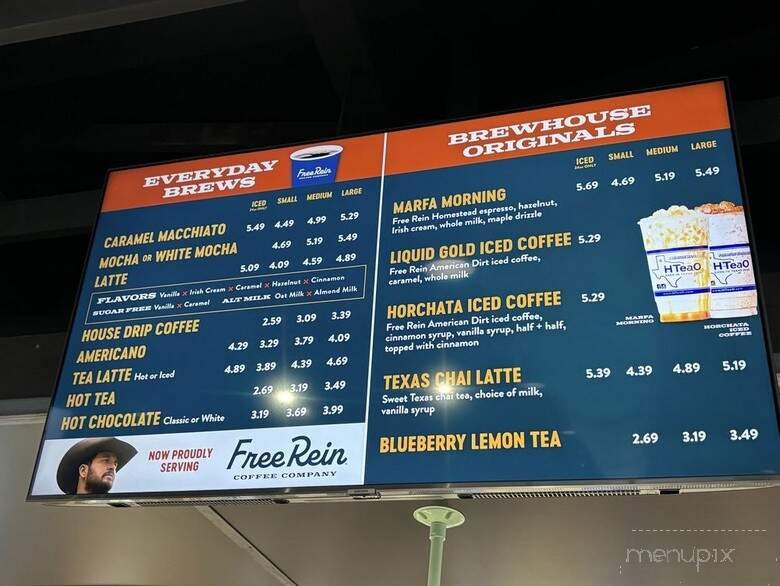 EVERYDAY
BREWS
Free Rein
ICED SMALL MEDIUM LARGE
CARAMEL MACCHIATO 5.49 4.49 4.99 5.29
MOCHA OR WHITE MOCHA 4.69 5.19 5.49
LATTE 5.09 4.09 4.59 4.89
FLAVORS Vanilla × Irish Cream × Caramel × Hazelnut × Cinnamon
SUGAR FREE Vanilla × Caramel ALT MILK Oat Milk × Almond Milk
HOUSE DRIP COFFEE 2.59 3.09 3.39
AMERICANO 4.29 3.29 3.79 4.09
TEA LATTE Hot or Iced 4.89 3.89 4.39 4.69
HOT TEA 2.69 3.19 3.49
HOT CHOCOLATE Classic or White 3.19 3.69 3.99
NOW PROUDLY
SERVING
Free Rein
COFFEE COMPANY
BREWHOUSE
ORIGINALS
ICED SMALL MEDIUM LARGE
MARFA MORNING 5.69 4.69 5.19 5.49
Free Rein Homestead espresso, hazelnut,
Irish cream, whole milk, maple drizzle
LIQUID GOLD ICED COFFEE 5.29
Free Rein American Dirt iced coffee,
caramel, whole milk
HORCHATA ICED COFFEE 5.29
Free Rein American Dirt iced coffee,
cinnamon syrup, vanilla syrup, half + half,
topped with cinnamon
HTeaO HTeaO
MARFA
MORNING
HORCHATA
ICED
COFFEE
TEXAS CHAI LATTE 5.39 4.39 4.89 5.19
Sweet Texas chai tea, choice of milk,
vanilla syrup
BLUEBERRY LEMON TEA 2.69 3.19 3.49
menupix